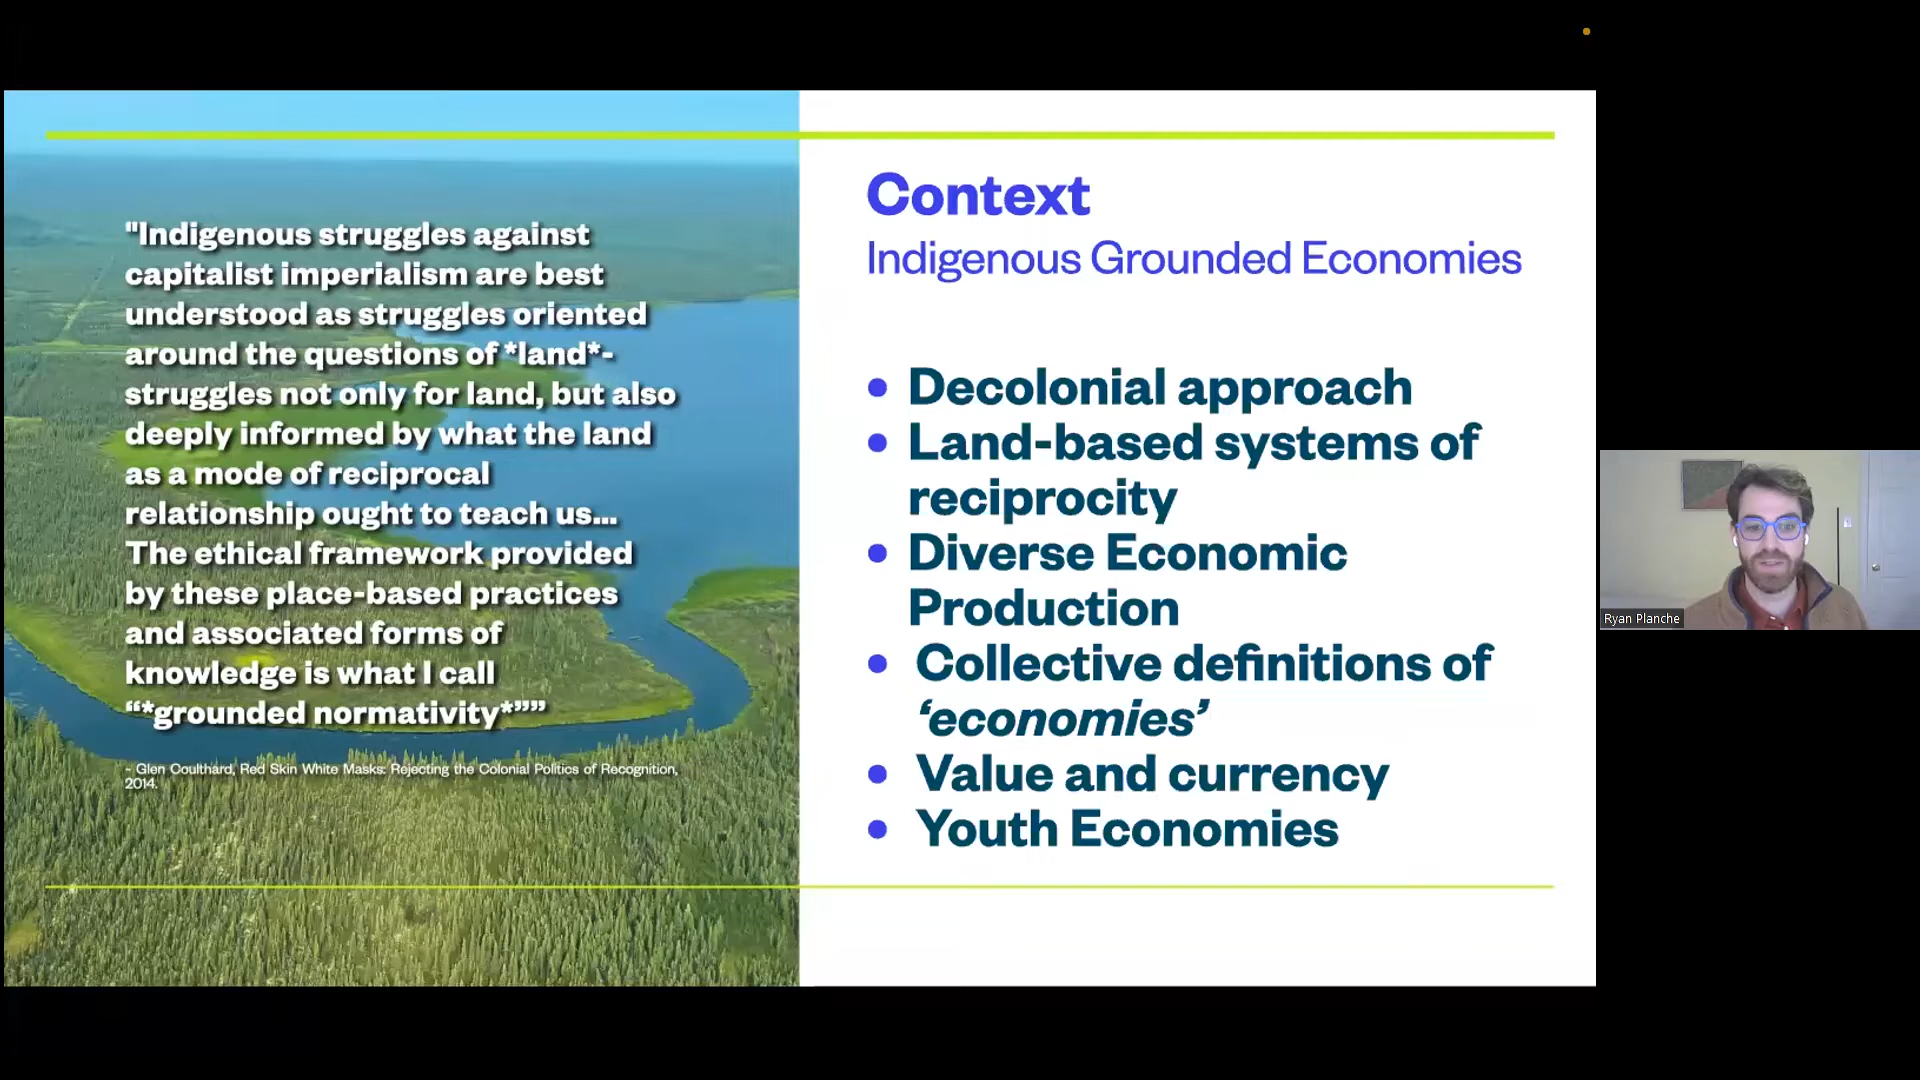 "Indigenous struggles against
capitalist imperialism are best
understood as struggles oriented
around the questions of *land*-
struggles not only for land, but also
deeply informed by what the land
as a mode of reciprocal
relationship ought to teach us...
The ethical framework provided
by these place-based practices
and associated forms of
knowledge is what I call
“*grounded normativity*””
- Glen Coulthard, Red Skin White Masks: Rejecting the Colonial Politics of Recognition,
2014.
Context
Indigenous Grounded Economies
• Decolonial approach
• Land-based systems of
reciprocity
• Diverse Economic
Production
• Collective definitions of
‘economies’
• Value and currency
• Youth Economies
Ryan Planche